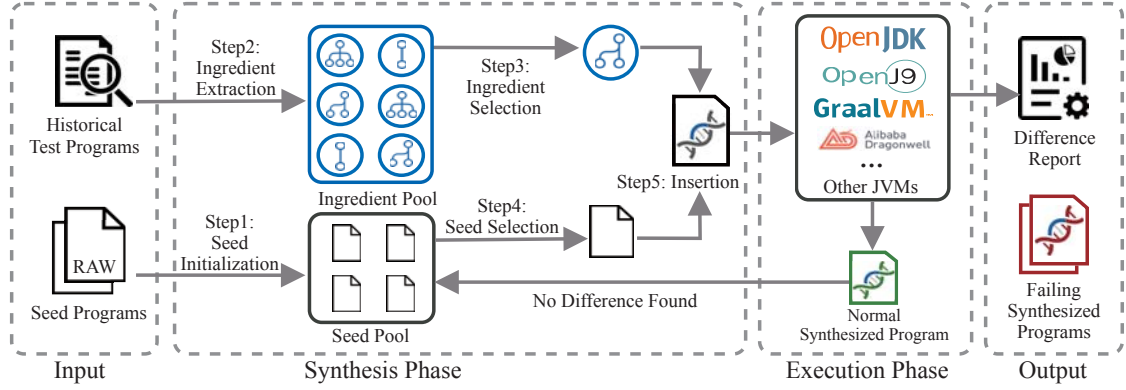 Historical
Test Programs
RAW
Seed Programs
Input
Step2:
Ingredient
Extraction
Ingredient Pool
Step3:
Ingredient
Selection
Step1:
Seed
Initialization
Seed Pool
Step4:
Seed Selection
Step5: Insertion
No Difference Found
Synthesis Phase
OpenJDK
OpenJ9
GraalVM
Alibaba
Dragonwell
...
Other JVMs
Normal
Synthesized Program
Execution Phase
Difference
Report
Failing
Synthesized
Programs
Output